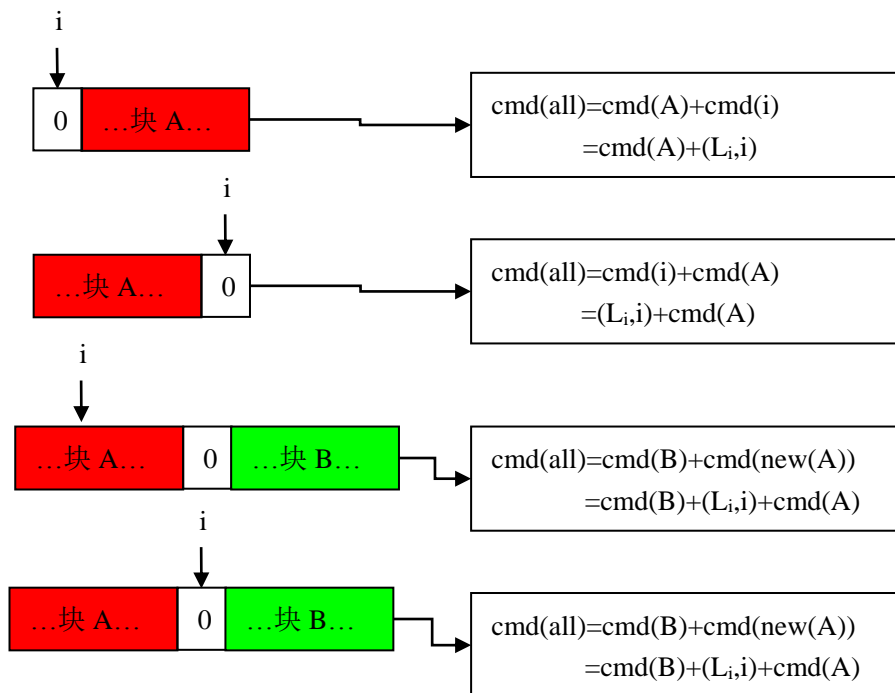 i
0 …块 A…
cmd(all)=cmd(A)+cmd(i)
=cmd(A)+(Lᵢ,i)
i
…块 A… 0
cmd(all)=cmd(i)+cmd(A)
=(Lᵢ,i)+cmd(A)
i
…块 A… 0 …块 B…
cmd(all)=cmd(B)+cmd(new(A))
=cmd(B)+(Lᵢ,i)+cmd(A)
i
…块 A… 0 …块 B…
cmd(all)=cmd(B)+cmd(new(A))
=cmd(B)+(Lᵢ,i)+cmd(A)